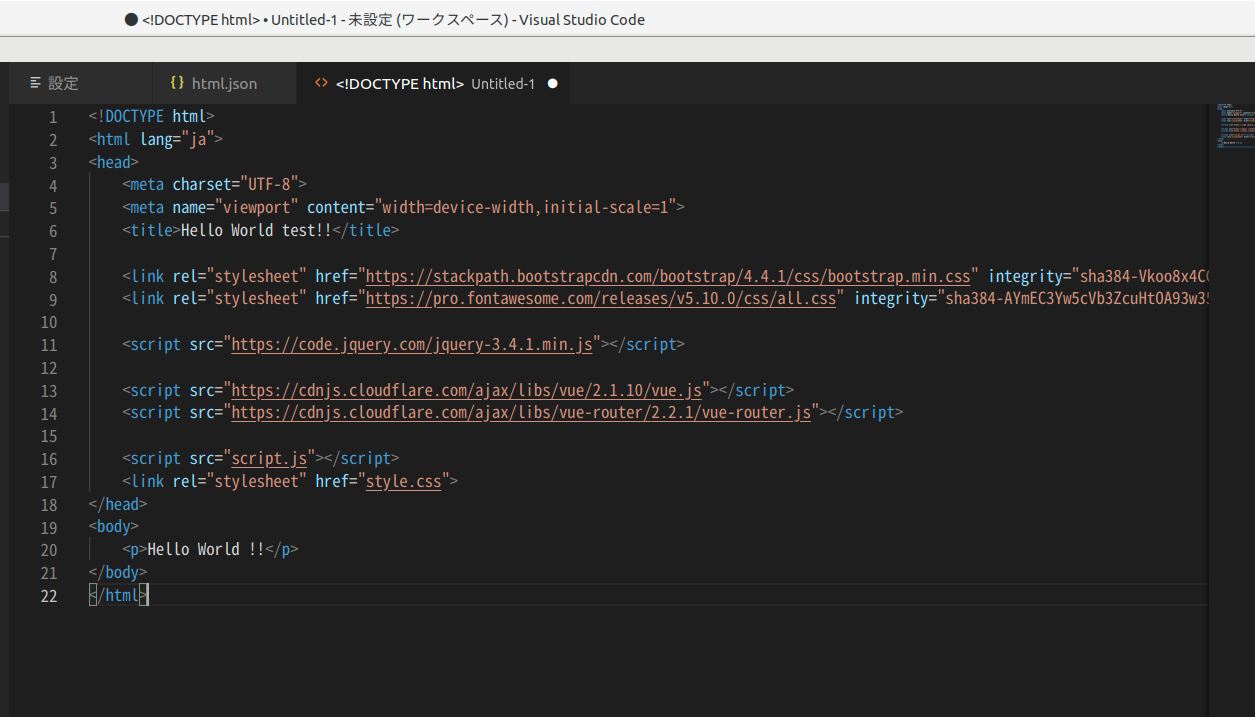 <!DOCTYPE html> • Untitled-1 - 未設定 (ワークスペース) - Visual Studio Code
設定 {} html.json <> <!DOCTYPE html> Untitled-1 ●
1 <!DOCTYPE html>
2 <html lang="ja">
3 <head>
4 <meta charset="UTF-8">
5 <meta name="viewport" content="width=device-width,initial-scale=1">
6 <title>Hello World test!!</title>
7
8 <link rel="stylesheet" href="https://stackpath.bootstrapcdn.com/bootstrap/4.4.1/css/bootstrap.min.css" integrity="sha384-Vkoo8x4C
9 <link rel="stylesheet" href="https://pro.fontawesome.com/releases/v5.10.0/css/all.css" integrity="sha384-AYmEC3Yw5cVb3ZcuHtOA93w35
10
11 <script src="https://code.jquery.com/jquery-3.4.1.min.js"></script>
12
13 <script src="https://cdnjs.cloudflare.com/ajax/libs/vue/2.1.10/vue.js"></script>
14 <script src="https://cdnjs.cloudflare.com/ajax/libs/vue-router/2.2.1/vue-router.js"></script>
15
16 <script src="script.js"></script>
17 <link rel="stylesheet" href="style.css">
18 </head>
19 <body>
20 <p>Hello World !!</p>
21 </body>
22 </html>